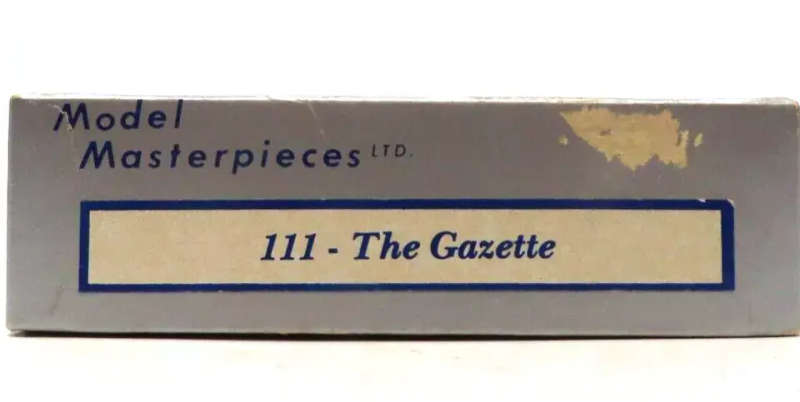 Model
Masterpieces LTD.
111 - The Gazette